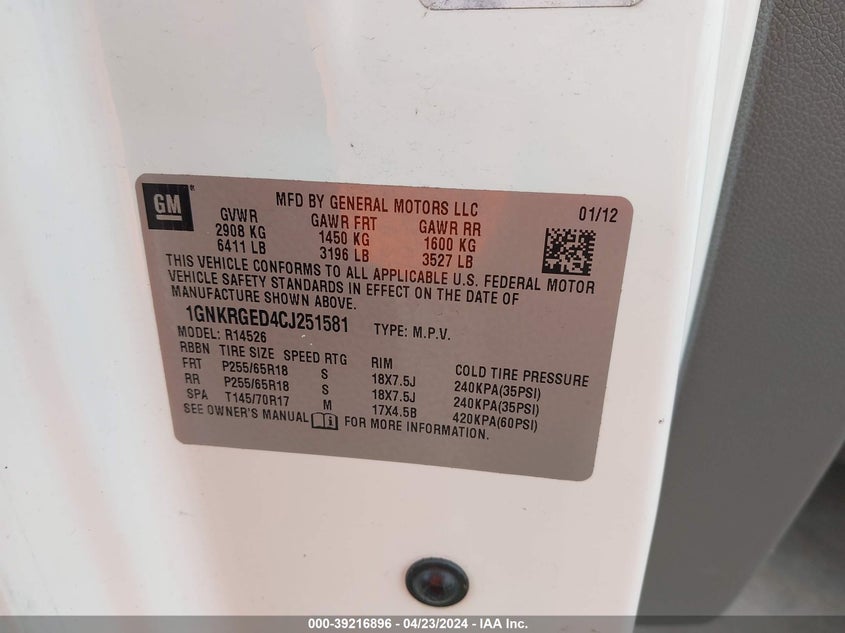 GM®
MFD BY GENERAL MOTORS LLC
01/12
GVWR GAWR FRT GAWR RR
2908 KG 1450 KG 1600 KG
6411 LB 3196 LB 3527 LB
THIS VEHICLE CONFORMS TO ALL APPLICABLE U.S. FEDERAL MOTOR
VEHICLE SAFETY STANDARDS IN EFFECT ON THE DATE OF
MANUFACTURE SHOWN ABOVE.
1GNKRGED4CJ251581 TYPE: M.P.V.
MODEL: R14526
RBBN TIRE SIZE SPEED RTG RIM COLD TIRE PRESSURE
FRT P255/65R18 S 18X7.5J 240KPA(35PSI)
RR P255/65R18 S 18X7.5J 240KPA(35PSI)
SPA T145/70R17 M 17X4.5B 420KPA(60PSI)
SEE OWNER'S MANUAL FOR MORE INFORMATION.
000-39216896 - 04/23/2024 - IAA Inc.